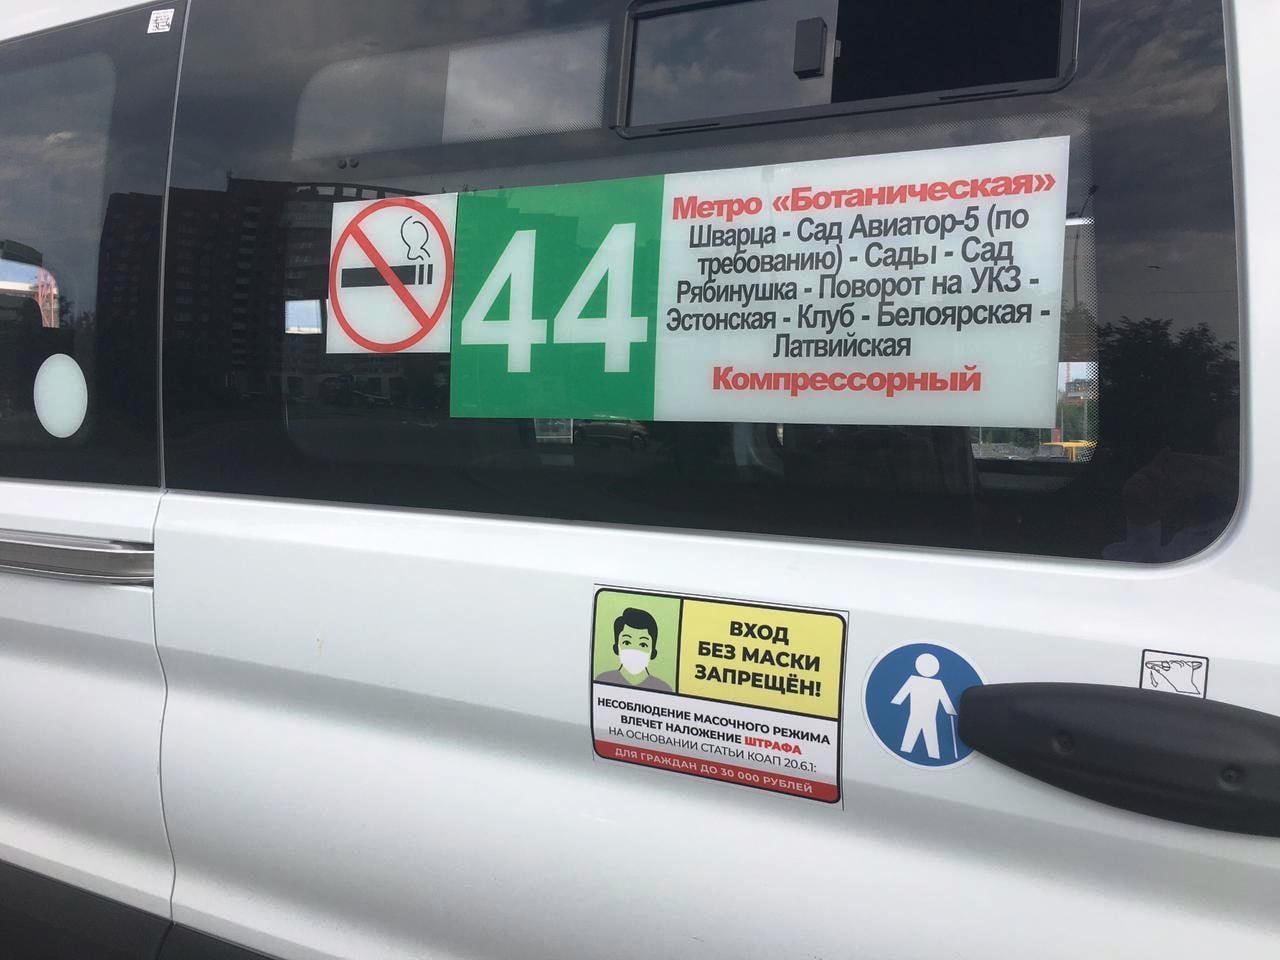 44
Метро «Ботаническая»
Шварца - Сад Авиатор-5 (по
требованию) - Сады - Сад
Рябинушка - Поворот на УКЗ -
Эстонская - Клуб - Белоярская -
Латвийская
Компрессорный
ВХОД
БЕЗ МАСКИ
ЗАПРЕЩЁН!
НЕСОБЛЮДЕНИЕ МАСОЧНОГО РЕЖИМА
ВЛЕЧЕТ НАЛОЖЕНИЕ ШТРАФА
НА ОСНОВАНИИ СТАТЬИ КОАП 20.6.1:
ДЛЯ ГРАЖДАН ДО 30 000 РУБЛЕЙ